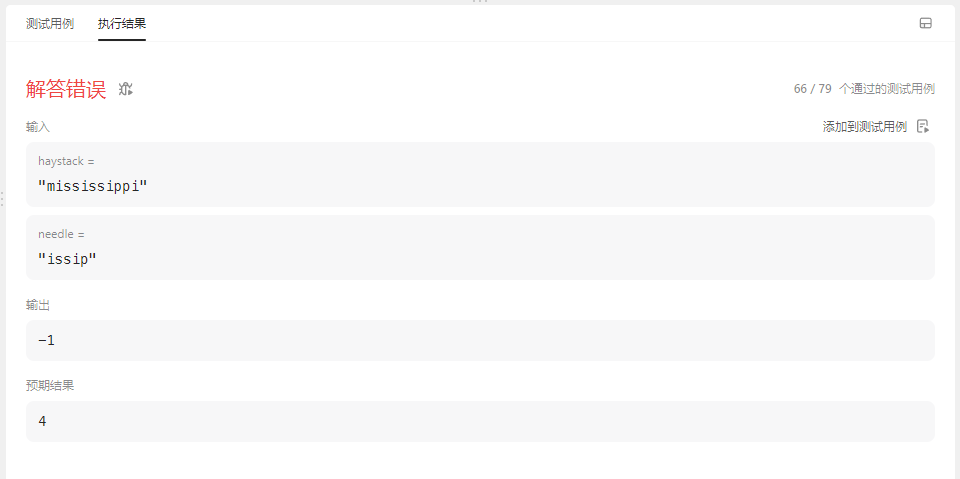 测试用例 执行结果
解答错误 66 / 79 个通过的测试用例
输入 添加到测试用例
haystack =
"mississippi"
needle =
"issip"
输出
-1
预期结果
4